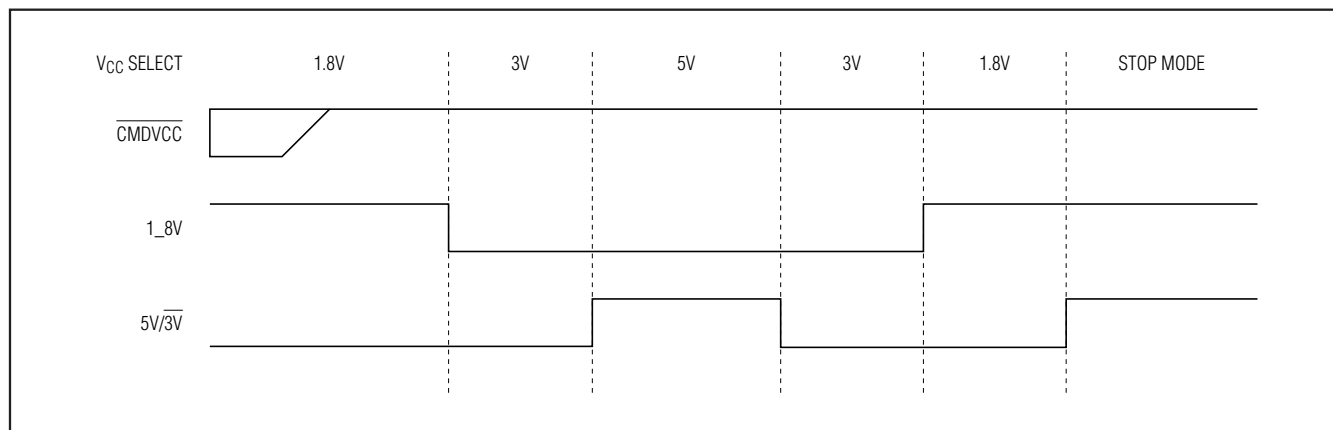 VCC SELECT 1.8V 3V 5V 3V 1.8V STOP MODE
CMDVCC
1_8V
5V/3V